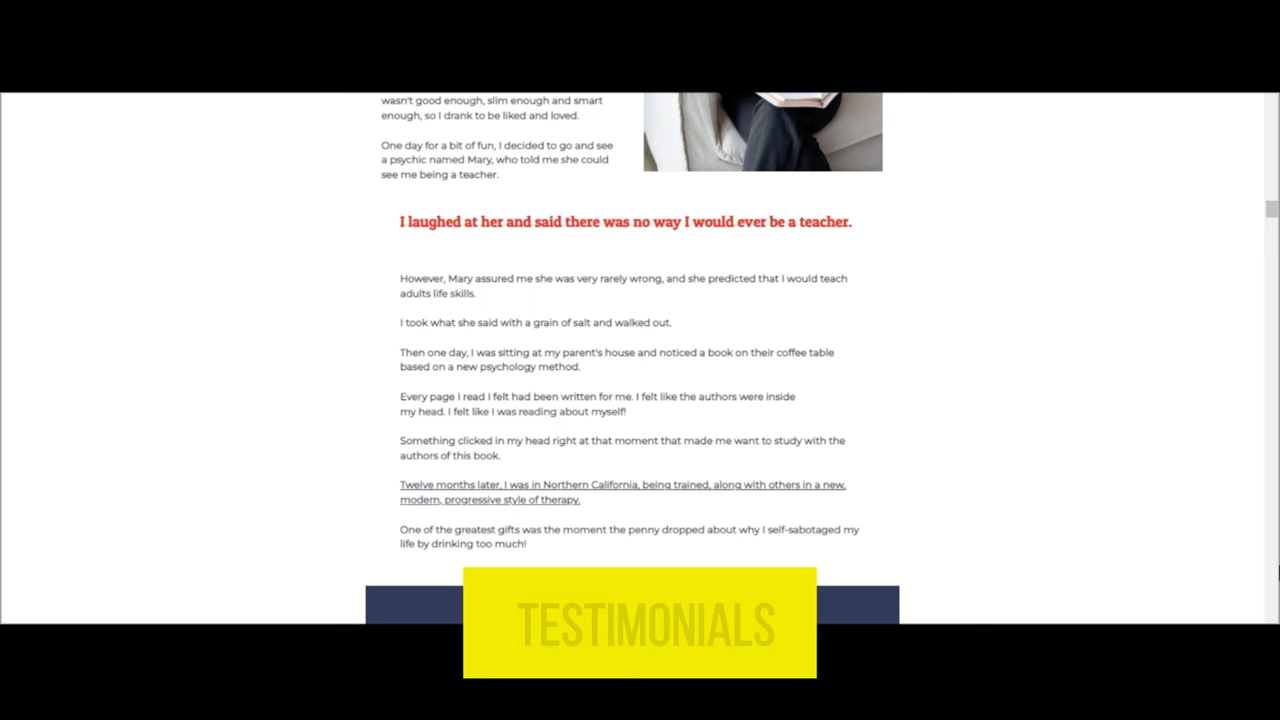 wasn't good enough, slim enough and smart
enough, so I drank to be liked and loved.
One day for a bit of fun, I decided to go and see
a psychic named Mary, who told me she could
see me being a teacher.
I laughed at her and said there was no way I would ever be a teacher.
However, Mary assured me she was very rarely wrong, and she predicted that I would teach
adults life skills.
I took what she said with a grain of salt and walked out.
Then one day, I was sitting at my parent's house and noticed a book on their coffee table
based on a new psychology method.
Every page I read I felt had been written for me. I felt like the authors were inside
my head. I felt like I was reading about myself!
Something clicked in my head right at that moment that made me want to study with the
authors of this book.
Twelve months later, I was in Northern California, being trained, along with others in a new,
modern, progressive style of therapy.
One of the greatest gifts was the moment the penny dropped about why I self-sabotaged my
life by drinking too much!
TESTIMONIALS